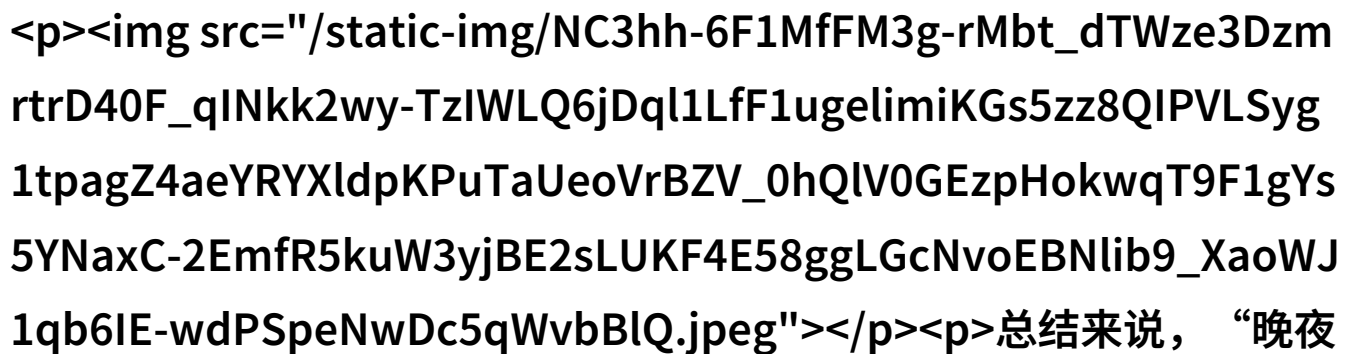 <p><img src="/static-img/NC3hh-6F1MfFM3g-rMbt_dTWze3Dzm
rtrD40F_qINkk2wy-TzIWLQ6jDql1LfF1ugelimiKGs5zz8QIPVLSyg
1tpagZ4aeYRYXldpKPuTaUeoVrBZV_0hQlV0GEzpHokwqT9F1gYs
5YNaxC-2EmfR5kuW3yjBE2sLUKF4E58ggLGcNvoEBNlib9_XaoWJ
1qb6IE-wdPSpeNwDc5qWvbBlQ.jpeg"></p><p>总结来说，“晚夜